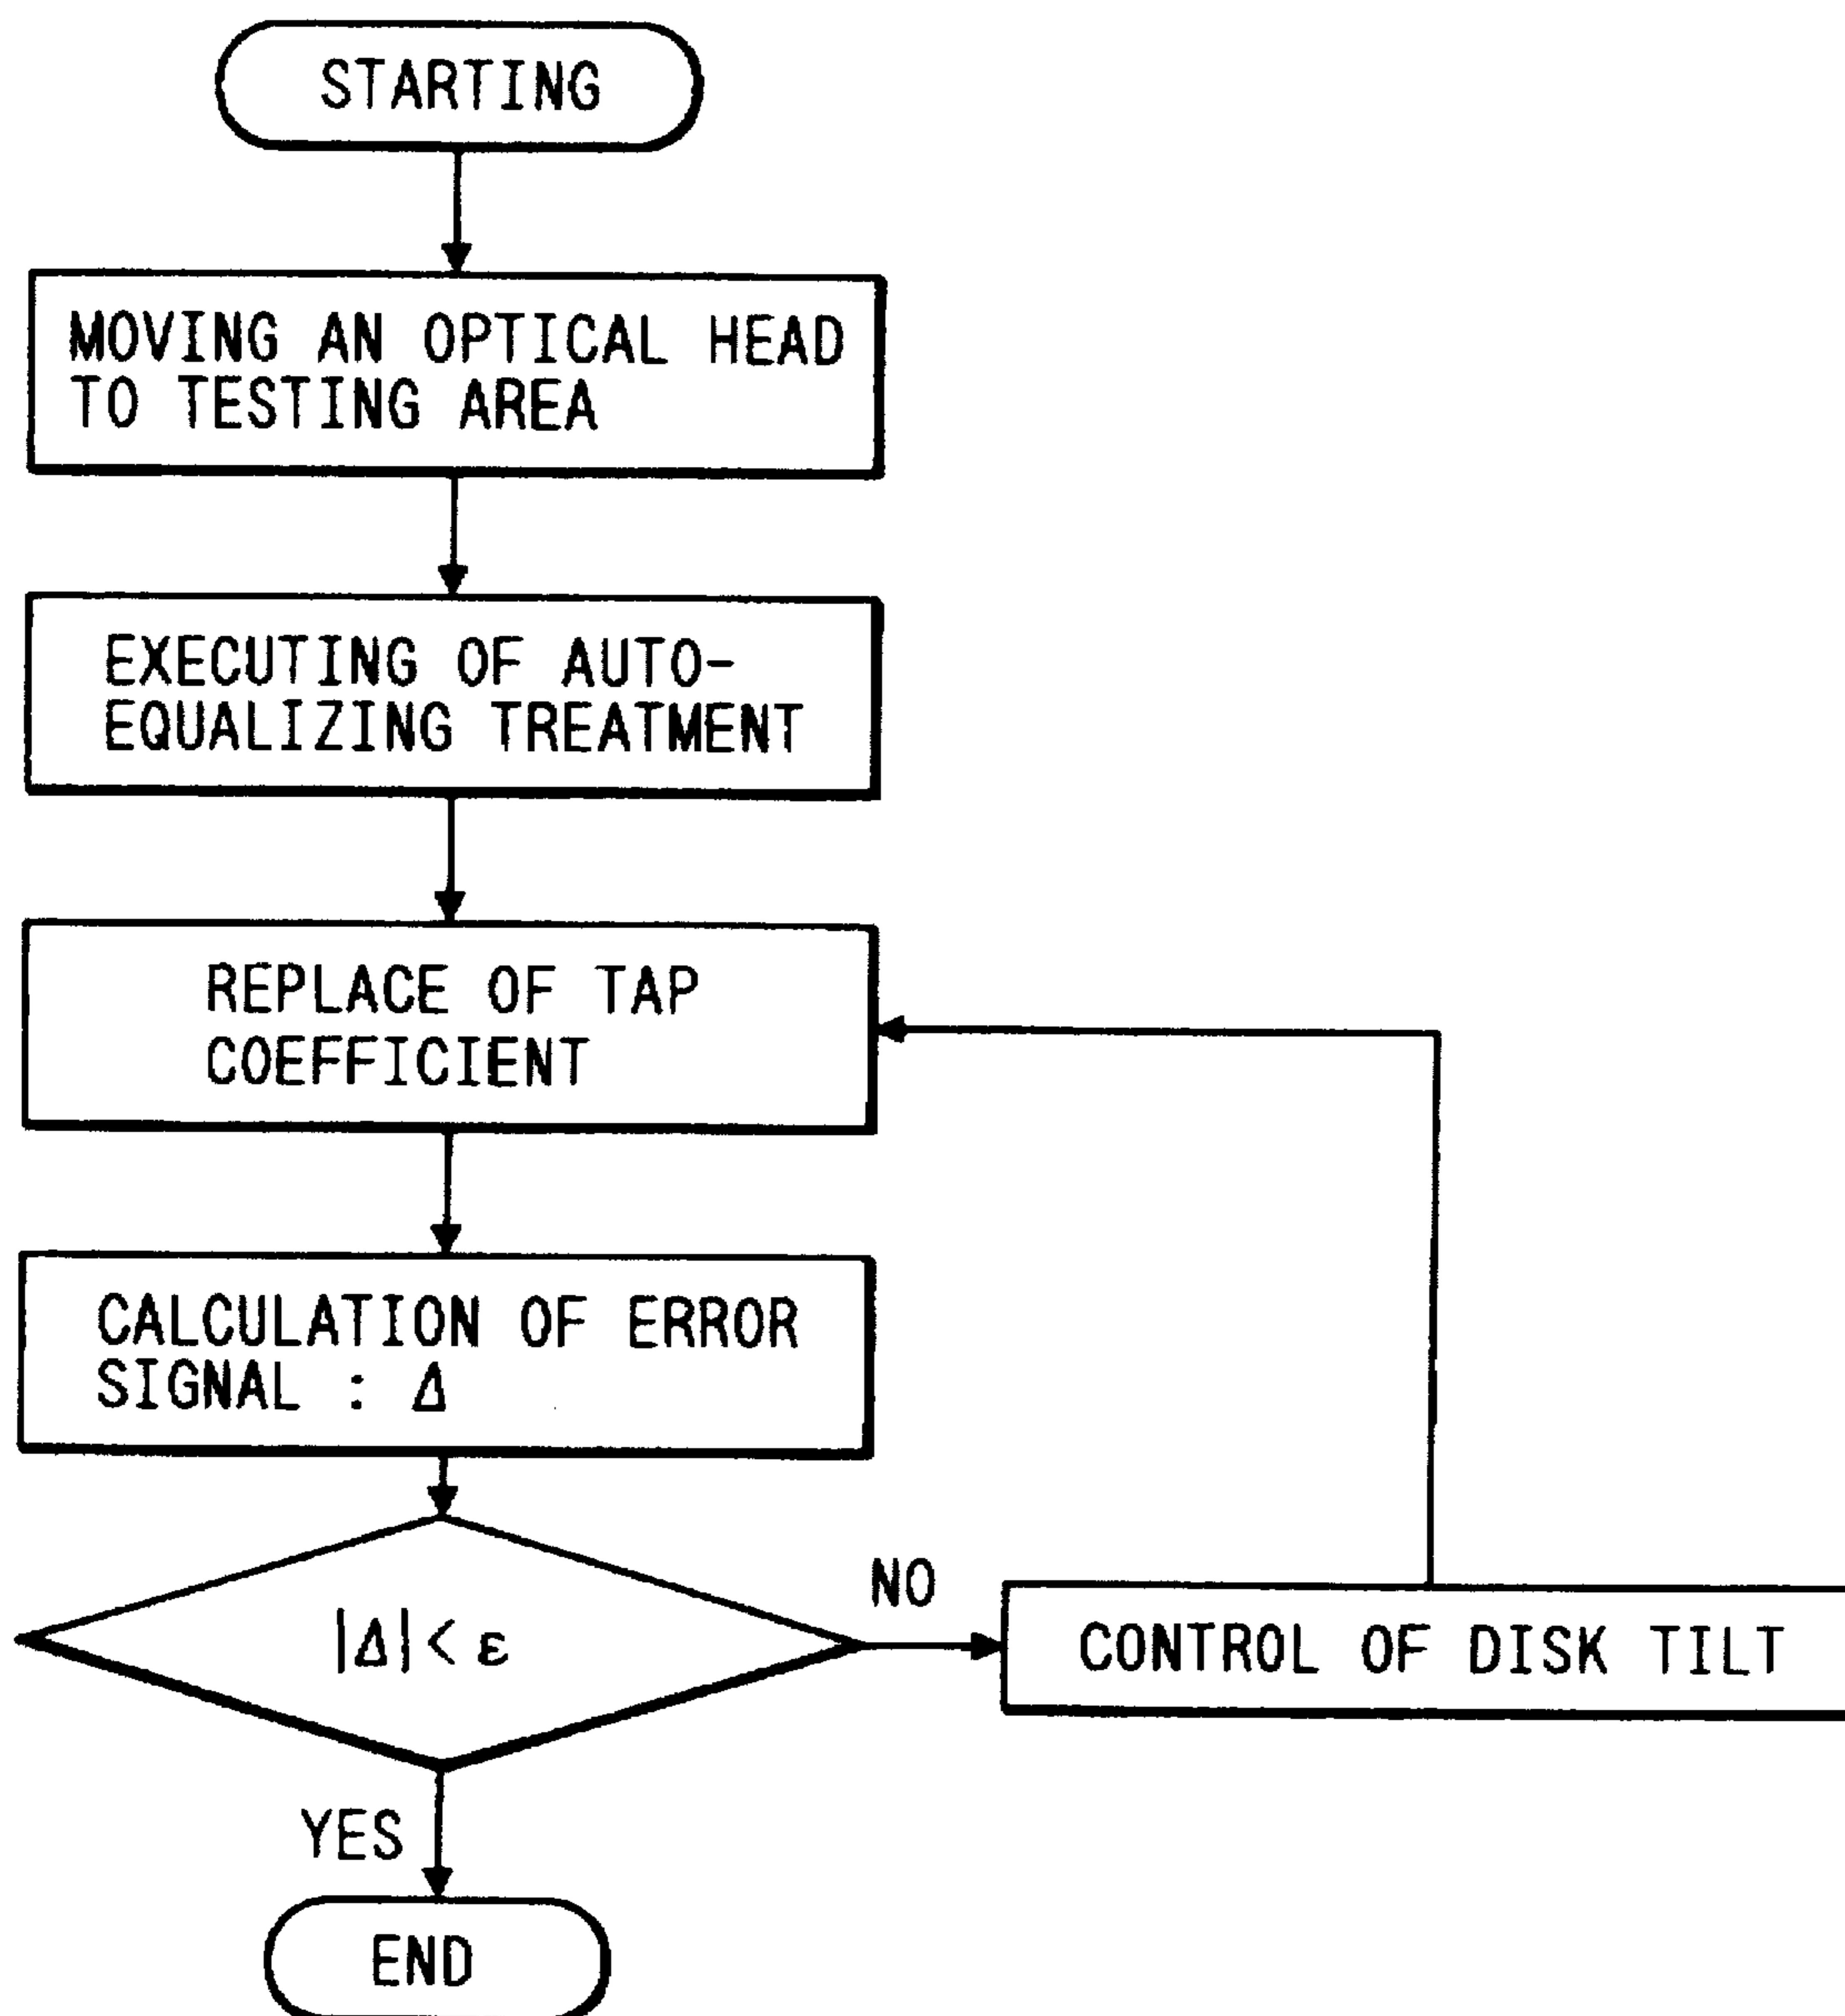 STARTING
MOVING AN OPTICAL HEAD
TO TESTING AREA
EXECUTING OF AUTO-
EQUALIZING TREATMENT
REPLACE OF TAP
COEFFICIENT
CALCULATION OF ERROR
SIGNAL : Δ
|Δ|< ε
NO
CONTROL OF DISK TILT
YES
END